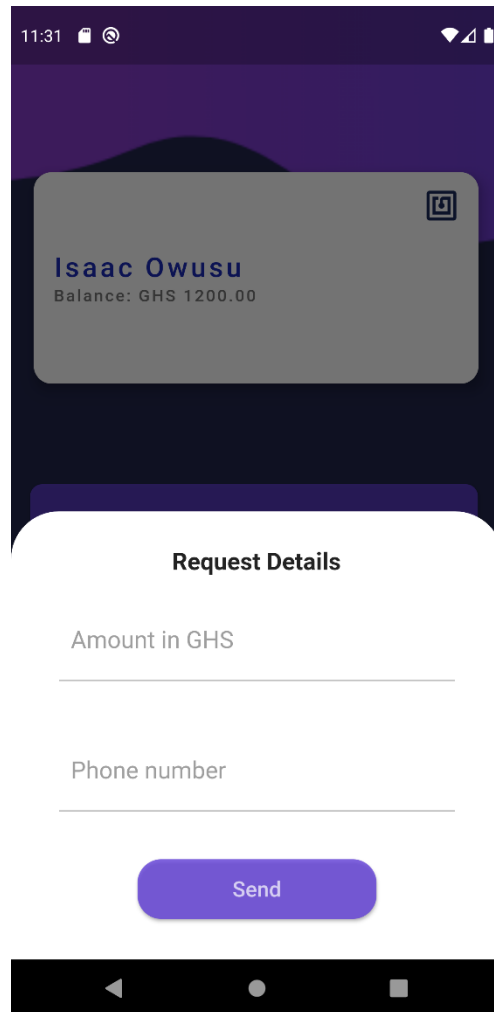 11:31
Isaac Owusu
Balance: GHS 1200.00
Request Details
Amount in GHS
Phone number
Send